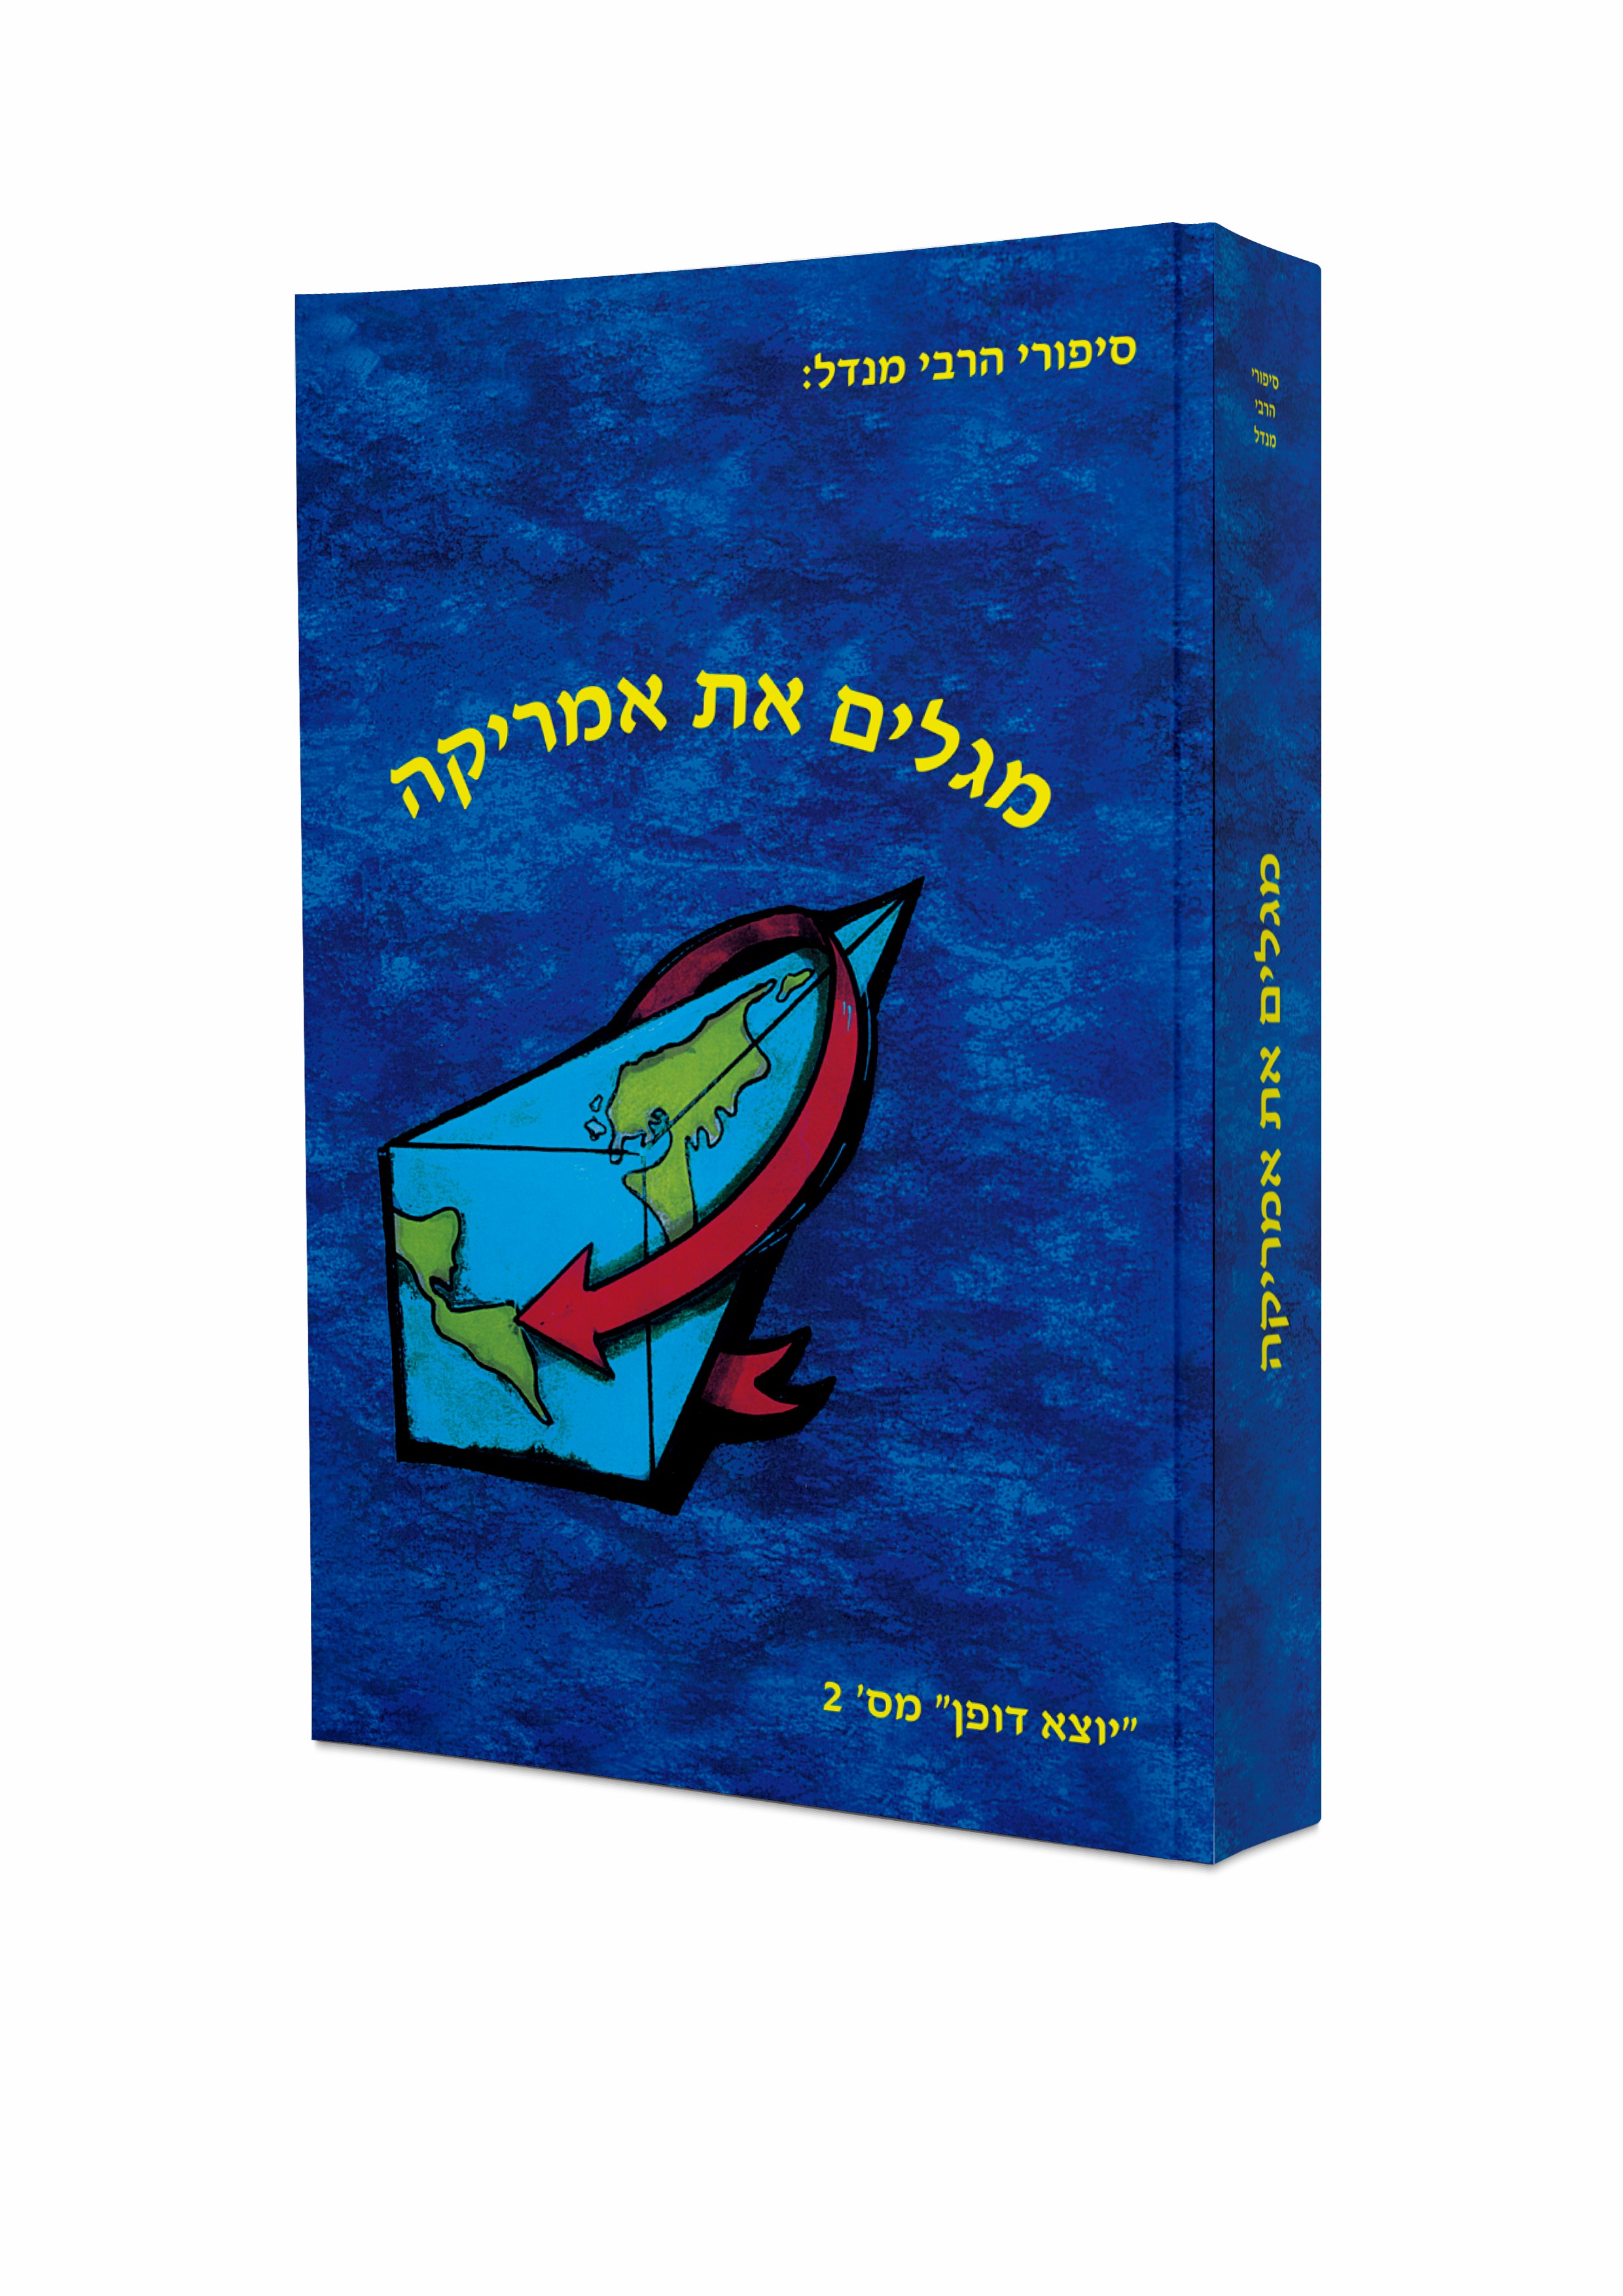 סיפורי הרבי מנדל:
מגלים את אמריקה
"יוצא דופן" מס' 2
סיפורי
הרבי
מנדל
מגלים את אמריקה